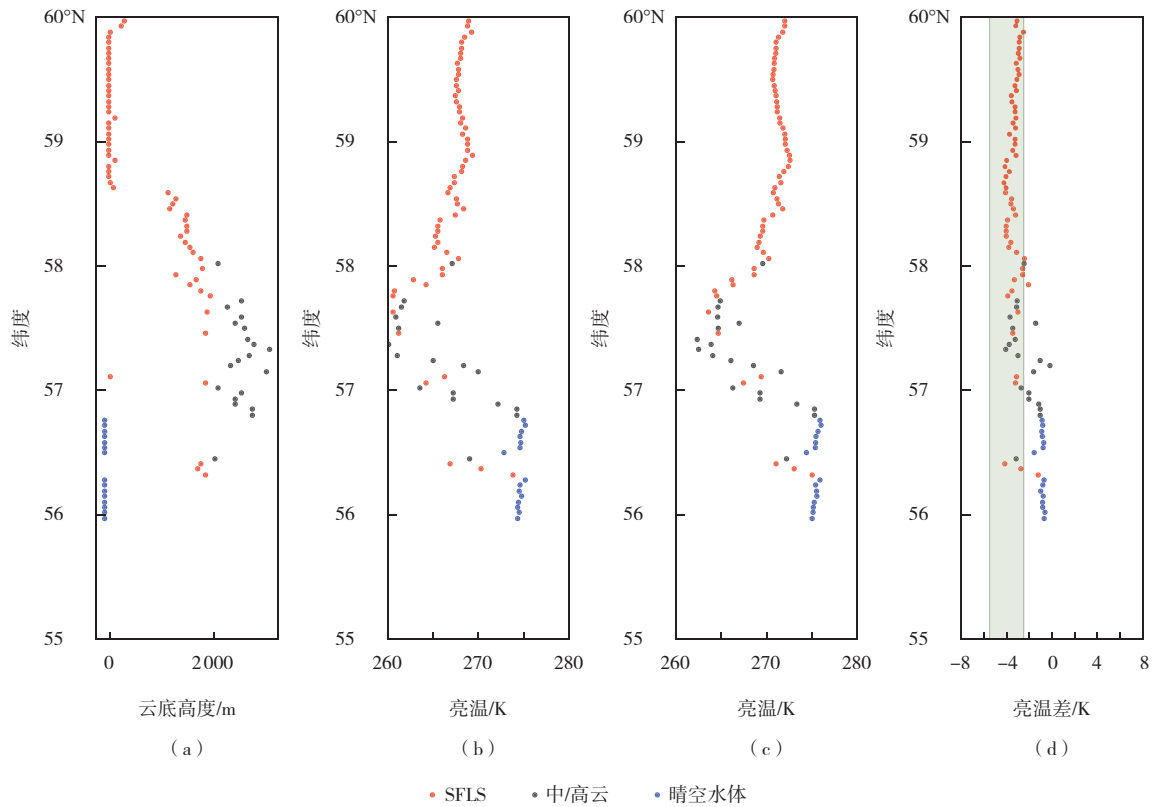 60°N 60°N 60°N 60°N
59 59 59 59
58 58 58 58
纬度 纬度 纬度 纬度
57 57 57 57
56 56 56 56
55 55 55 55
0 2 000 260 270 280 260 270 280 -8 -4 0 4 8
云底高度/m 亮温/K 亮温/K 亮温差/K
（a） （b） （c） （d）
SFLS 中/高云 晴空水体